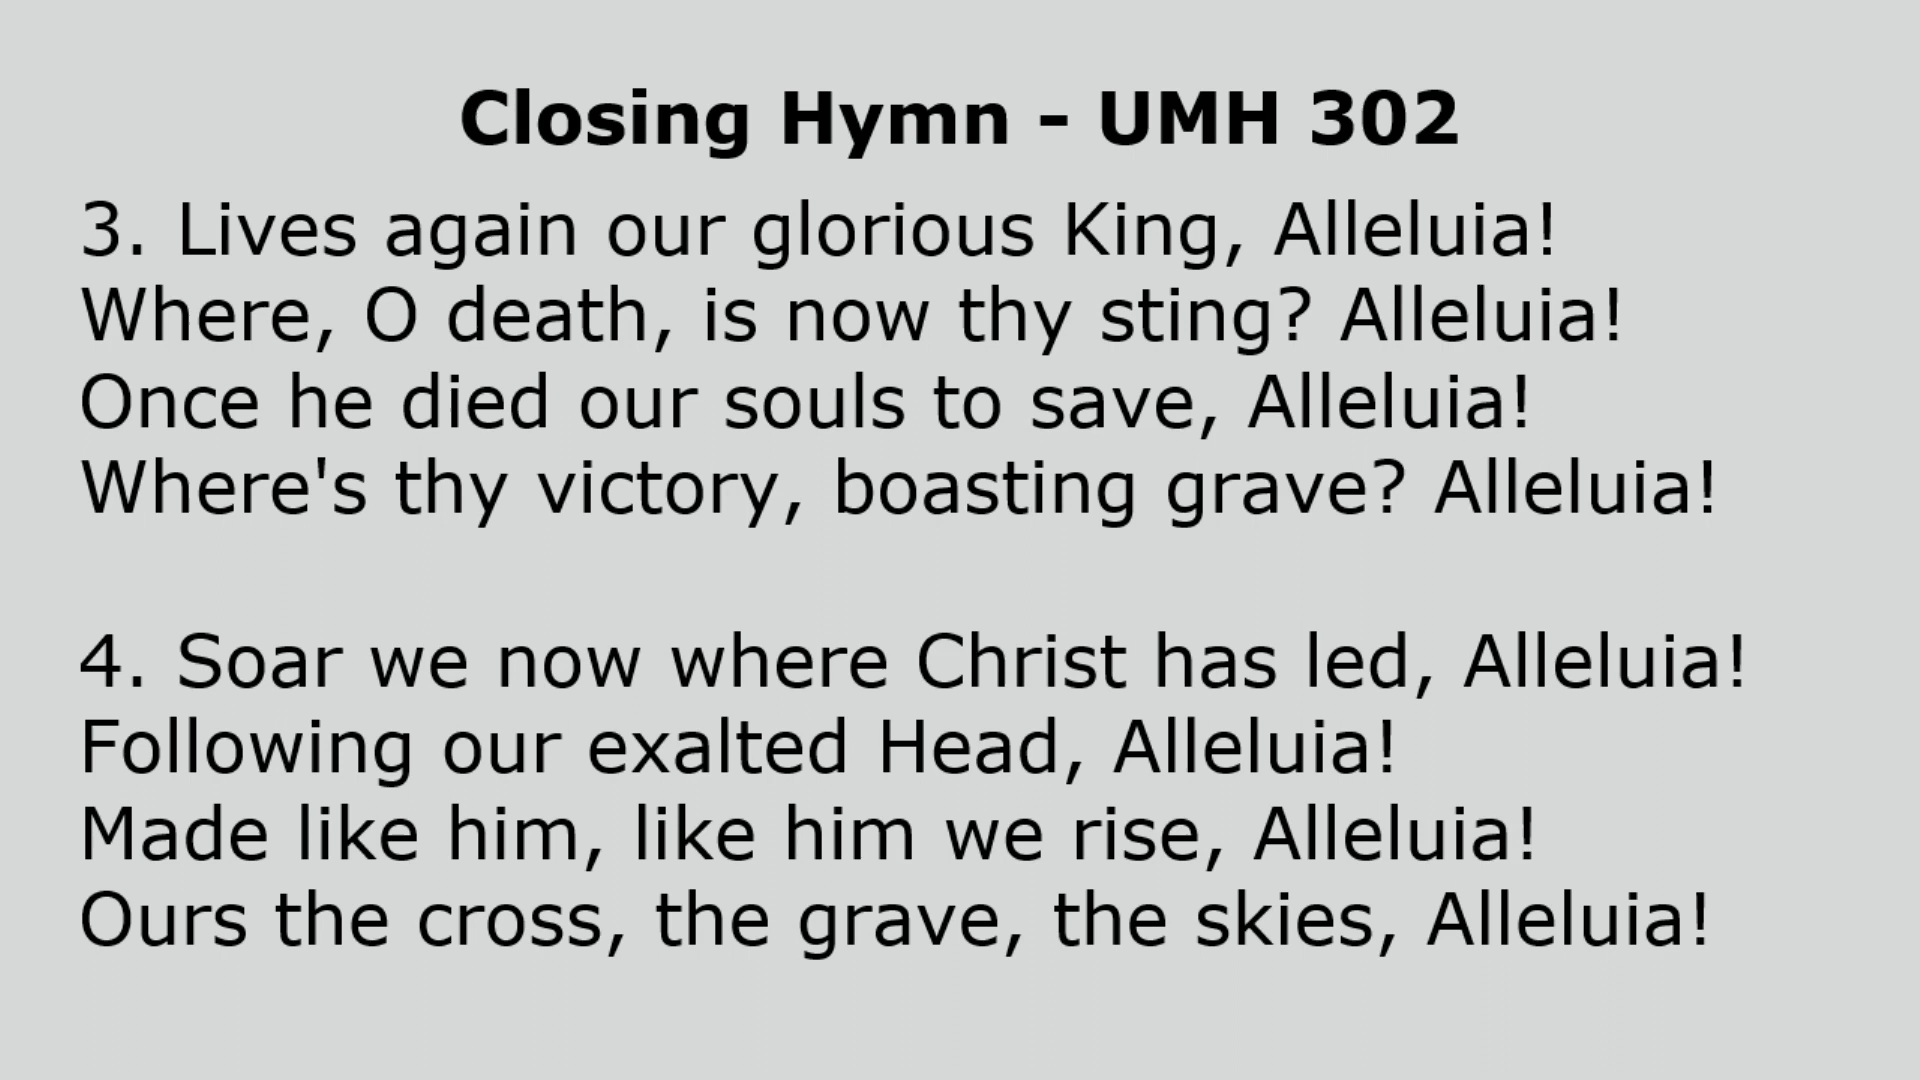 Closing Hymn - UMH 302
3. Lives again our glorious King, Alleluia!
Where, O death, is now thy sting? Alleluia!
Once he died our souls to save, Alleluia!
Where's thy victory, boasting grave? Alleluia!
4. Soar we now where Christ has led, Alleluia!
Following our exalted Head, Alleluia!
Made like him, like him we rise, Alleluia!
Ours the cross, the grave, the skies, Alleluia!